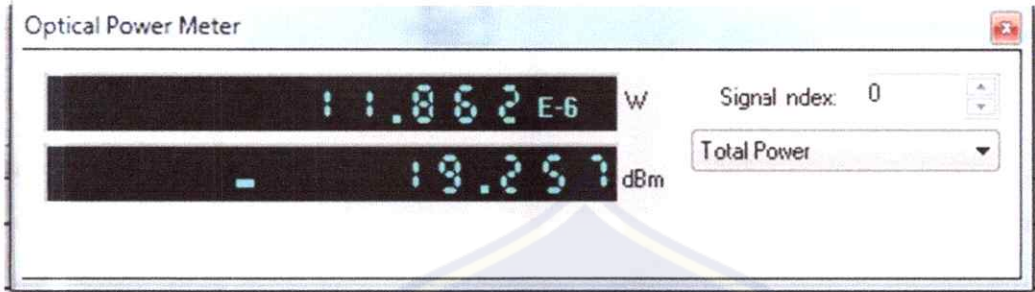 Optical Power Meter
11.862 E-6 W
Signal ndex: 0
- 19.257 dBm
Total Power